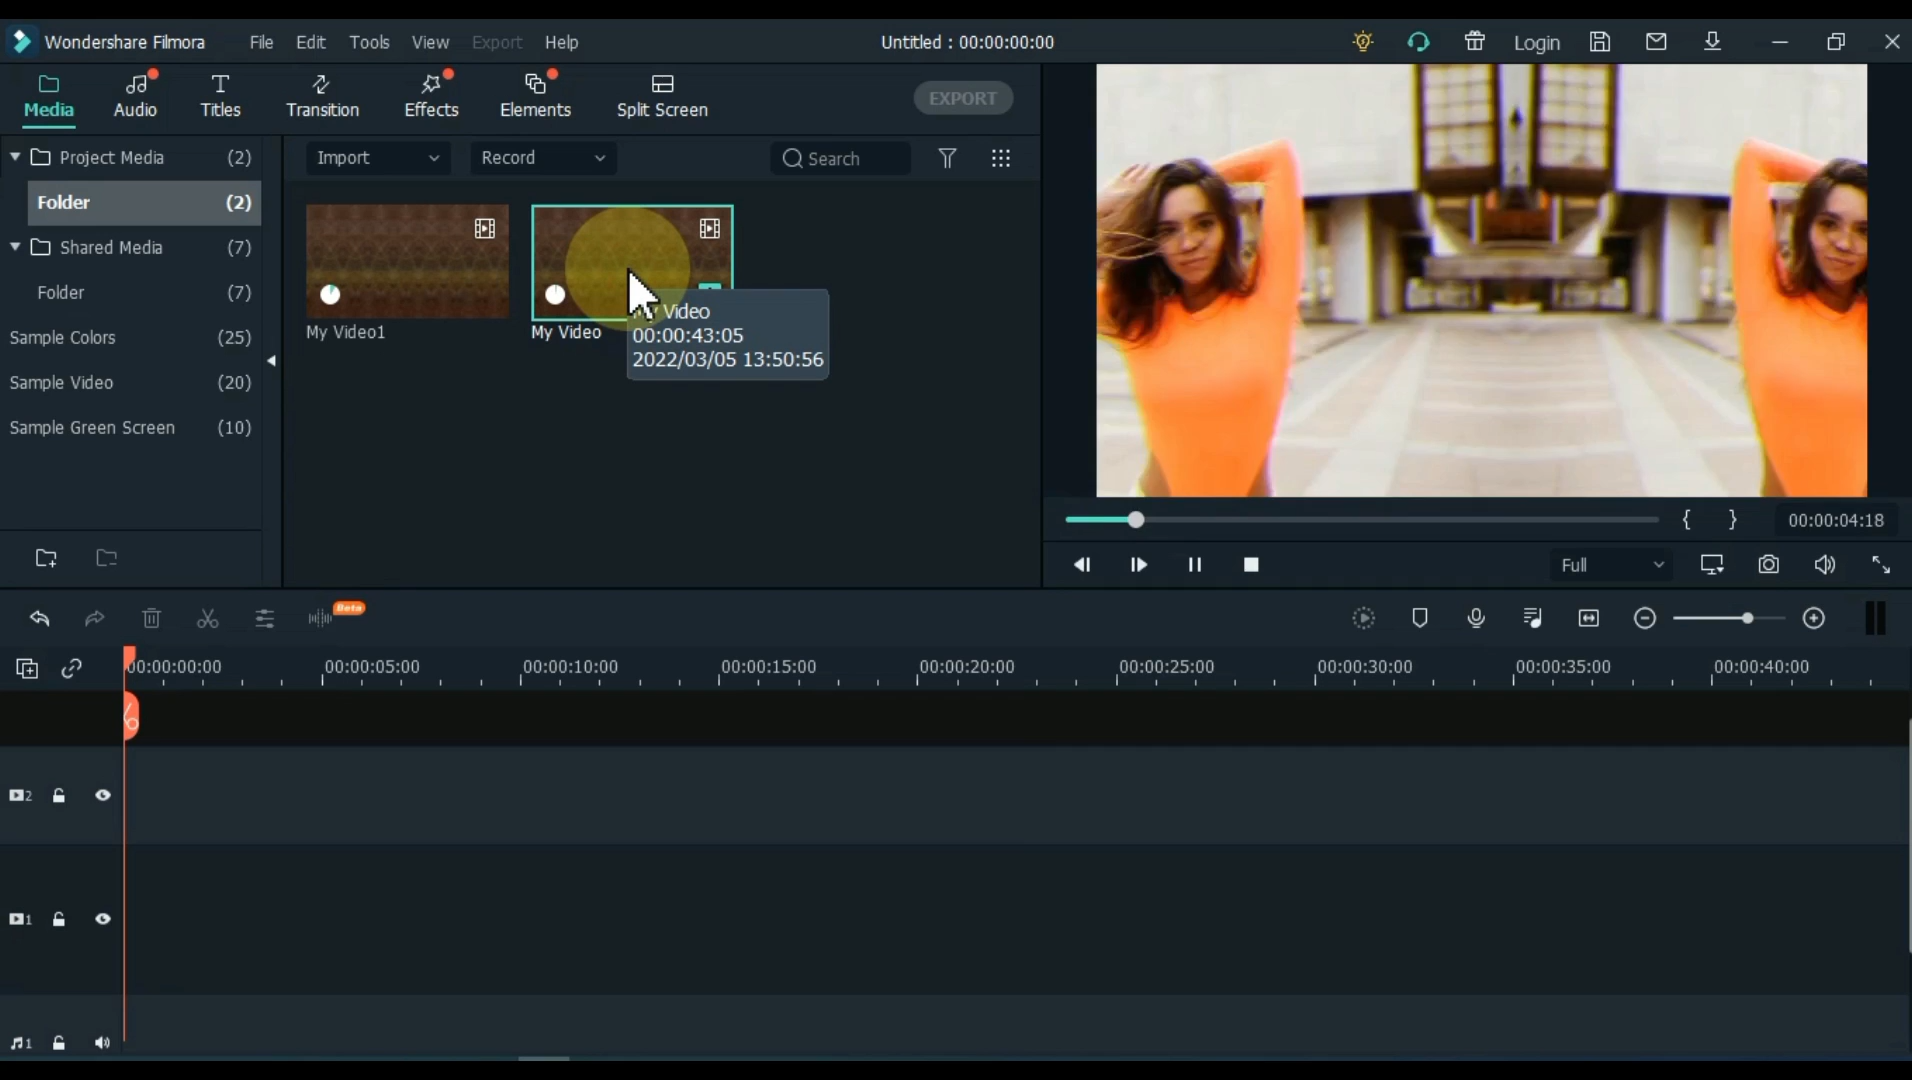 Wondershare Filmora File Edit Tools View Export Help Untitled : 00:00:00:00 Login
Media Audio Titles Transition Effects Elements Split Screen EXPORT
Project Media (2) Import Record Search
Folder (2)
Shared Media (7)
Folder (7)
Sample Colors (25)
Sample Video (20)
Sample Green Screen (10)
My Video1 My Video
Video
00:00:43:05
2022/03/05 13:50:56
{ } 00:00:04:18
Full
Beta
00:00:00:00 00:00:05:00 00:00:10:00 00:00:15:00 00:00:20:00 00:00:25:00 00:00:30:00 00:00:35:00 00:00:40:00
2
1
1